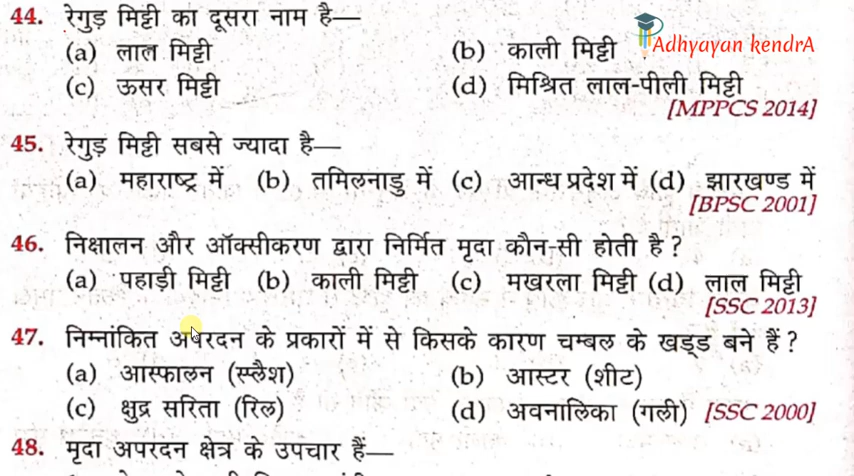 44. रेगुड़ मिट्टी का दूसरा नाम है—
Adhyayan kendrA
(a) लाल मिट्टी (b) काली मिट्टी
(c) ऊसर मिट्टी (d) मिश्रित लाल-पीली मिट्टी
[MPPCS 2014]
45. रेगुड़ मिट्टी सबसे ज्यादा है—
(a) महाराष्ट्र में (b) तमिलनाडु में (c) आन्ध्र प्रदेश में (d) झारखण्ड में
[BPSC 2001]
46. निक्षालन और ऑक्सीकरण द्वारा निर्मित मृदा कौन-सी होती है?
(a) पहाड़ी मिट्टी (b) काली मिट्टी (c) मखरला मिट्टी (d) लाल मिट्टी
[SSC 2013]
47. निम्नांकित अपरदन के प्रकारों में से किसके कारण चम्बल के खड्ड बने हैं?
(a) आस्फालन (स्प्लैश) (b) आस्टर (शीट)
(c) क्षुद्र सरिता (रिल) (d) अवनालिका (गली) [SSC 2000]
48. मृदा अपरदन क्षेत्र के उपचार हैं—